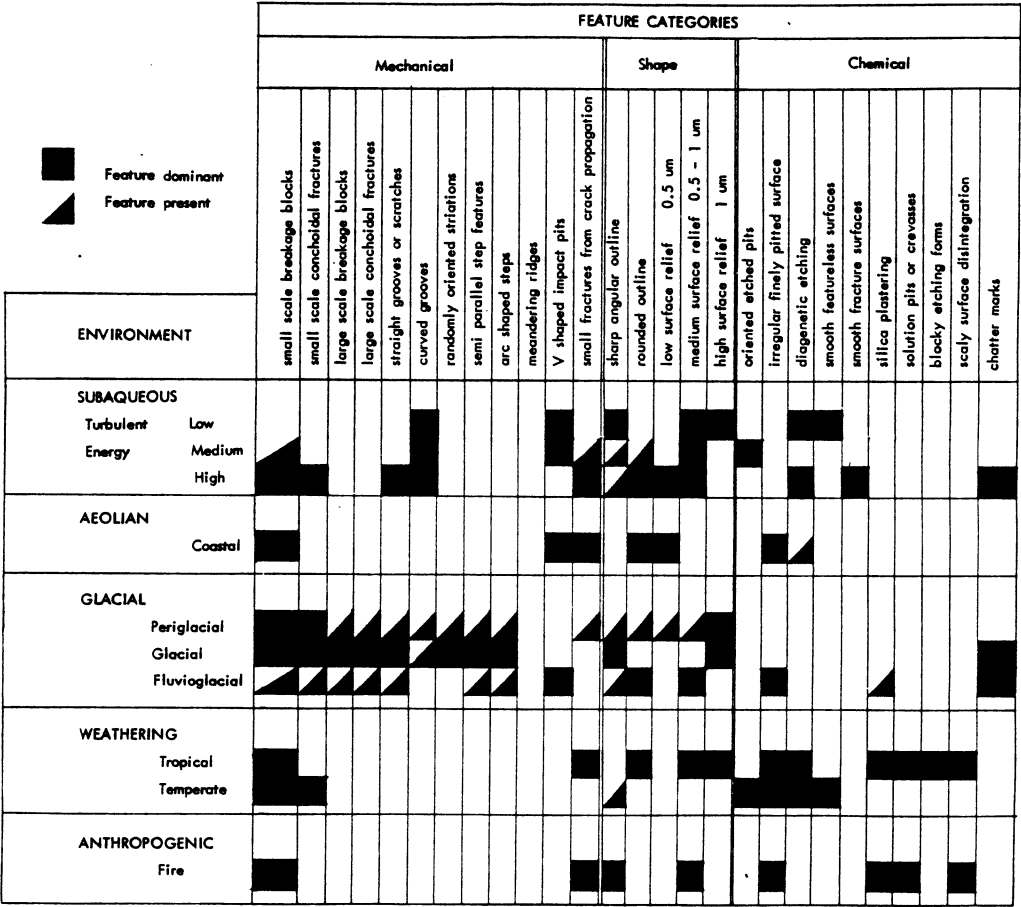 FEATURE CATEGORIES
Mechanical Shape Chemical
Feature dominant
Feature present
small scale breakage blocks
small scale conchoidal fractures
large scale breakage blocks
large scale conchoidal fractures
straight grooves or scratches
curved grooves
randomly oriented striations
semi parallel step features
arc shaped steps
meandering ridges
V shaped impact pits
small fractures from crack propagation
sharp angular outline
rounded outline
low surface relief 0.5 um
medium surface relief 0.5 - 1 um
high surface relief 1 um
oriented etched pits
irregular finely pitted surface
diagenetic etching
smooth featureless surfaces
smooth fracture surfaces
silica plastering
solution pits or crevasses
blocky etching forms
scaly surface disintegration
chatter marks
ENVIRONMENT
SUBAQUEOUS
Turbulent Low
Energy Medium
High
AEOLIAN
Coastal
GLACIAL
Periglacial
Glacial
Fluvioglacial
WEATHERING
Tropical
Temperate
ANTHROPOGENIC
Fire